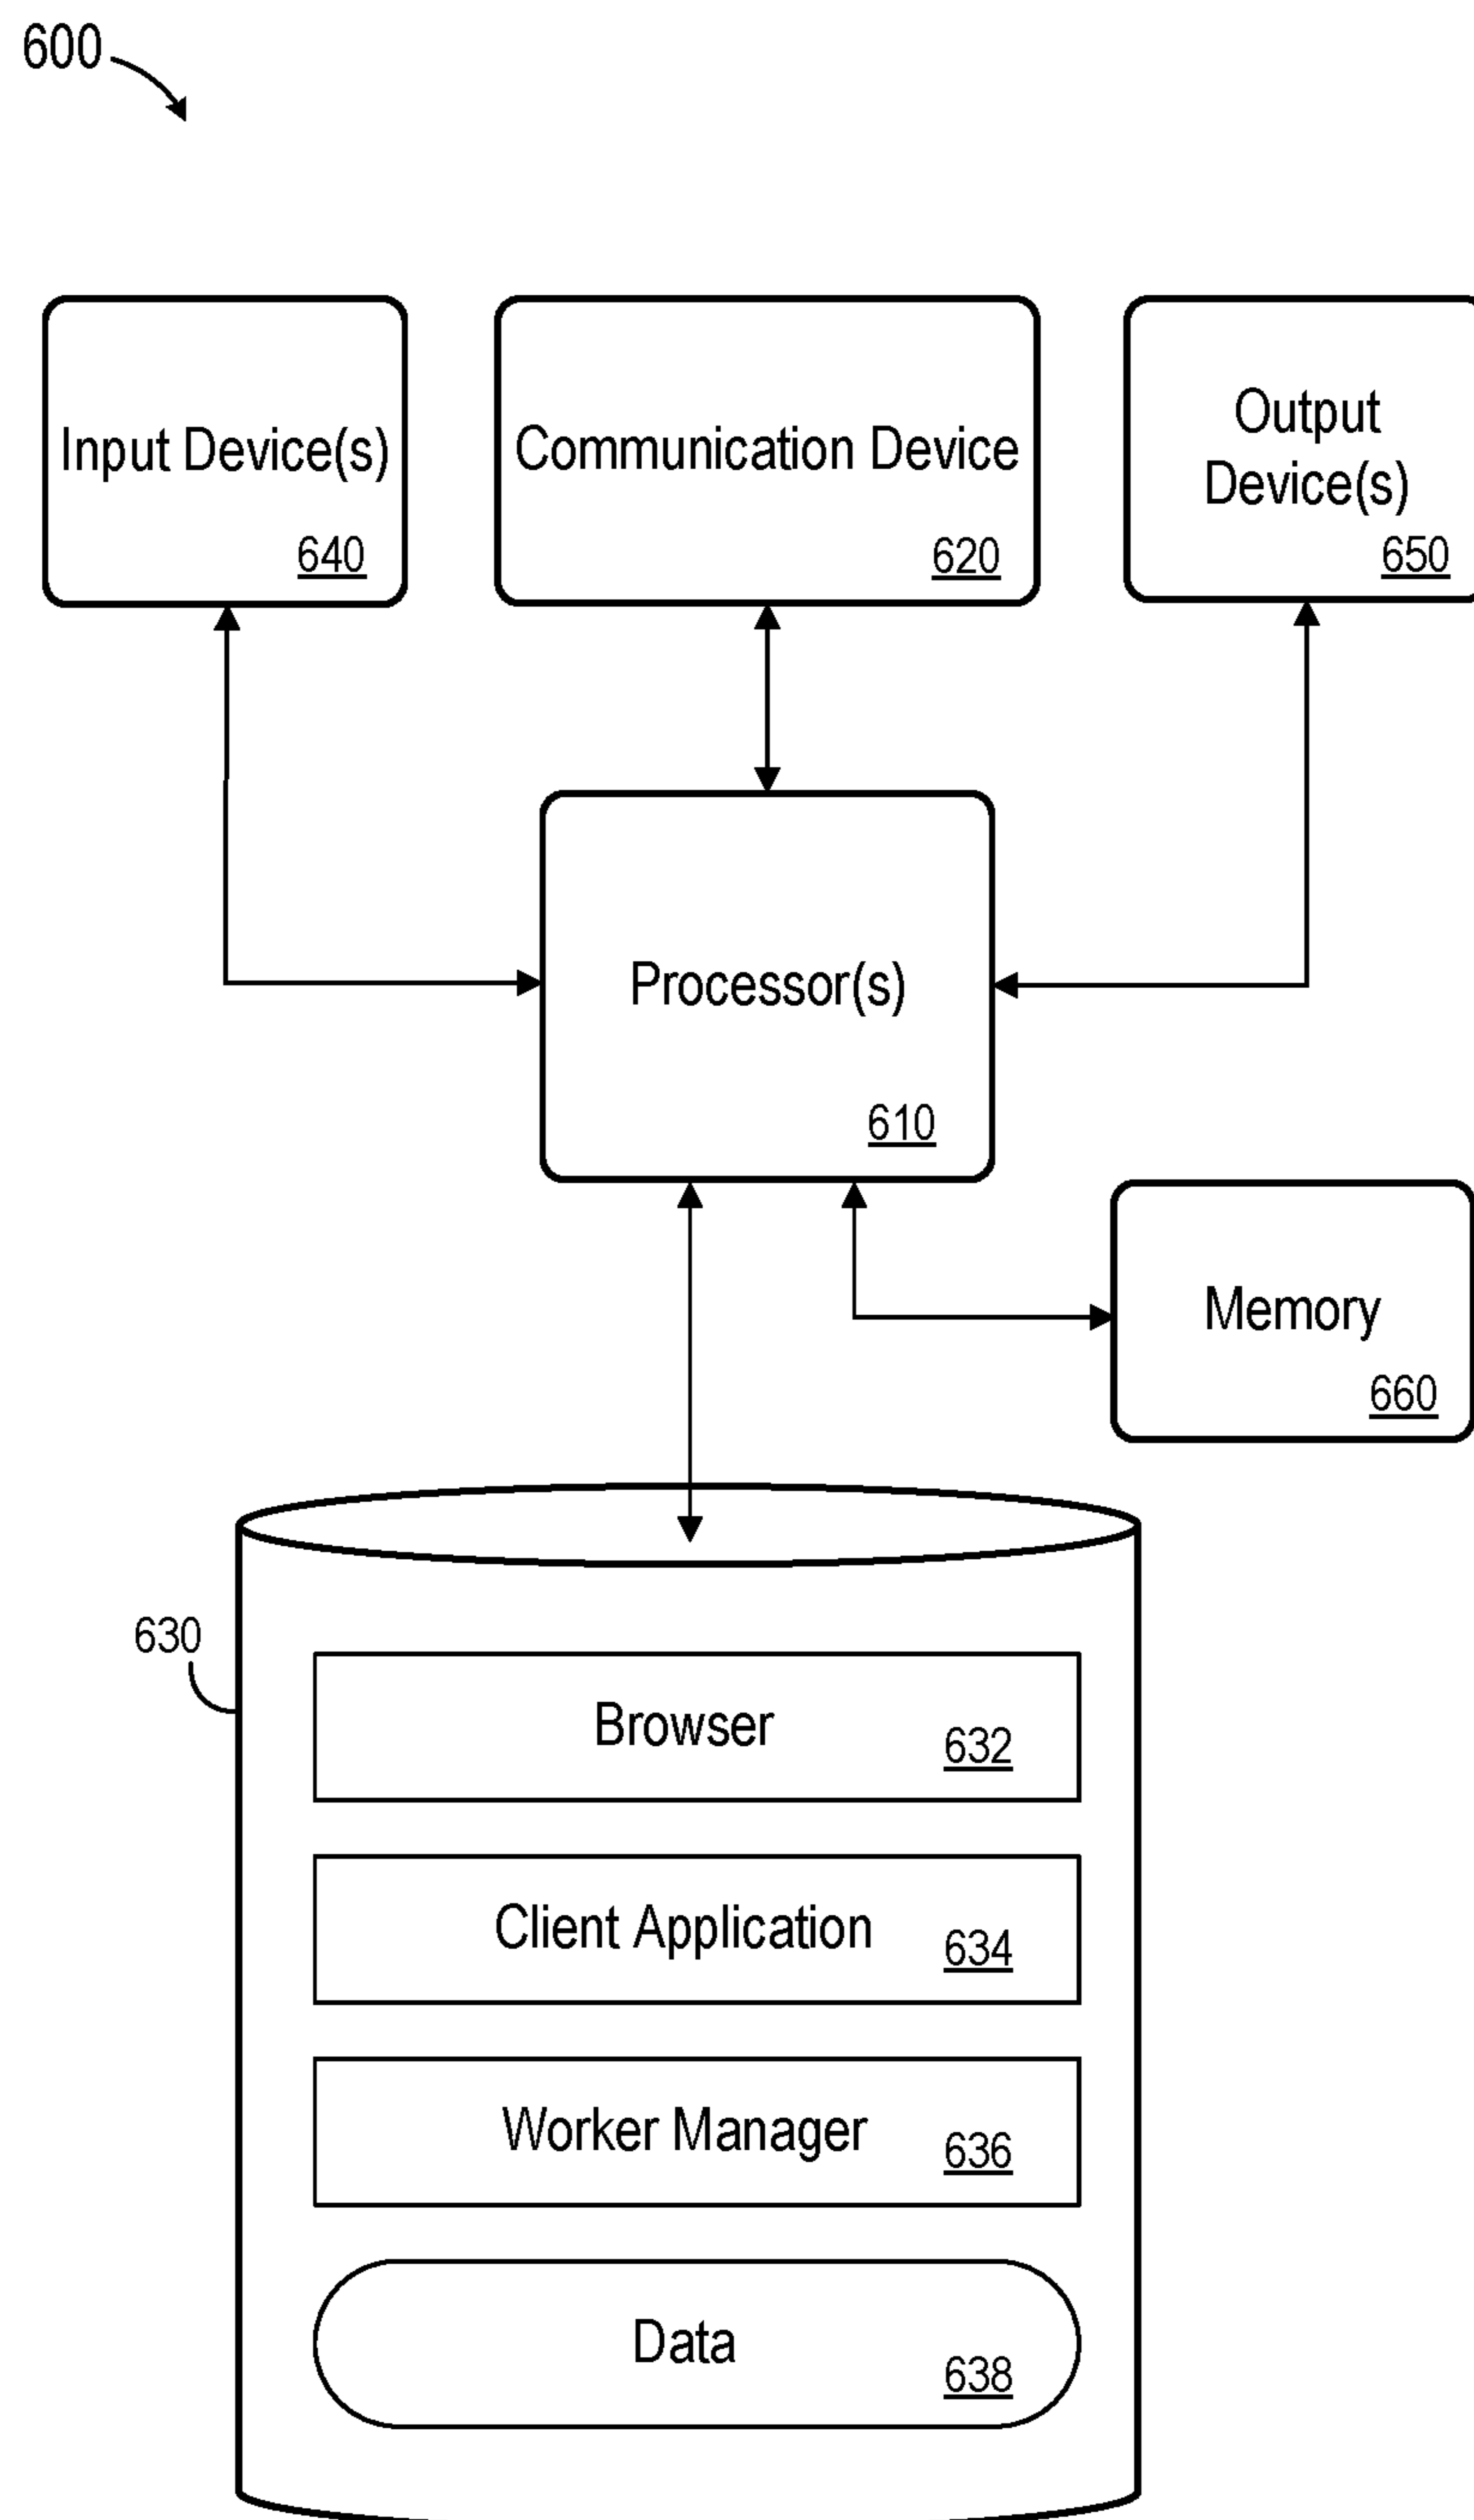 600
Input Device(s)
640
Communication Device
620
Output
Device(s)
650
Processor(s)
610
Memory
660
630
Browser
632
Client Application
634
Worker Manager
636
Data
638